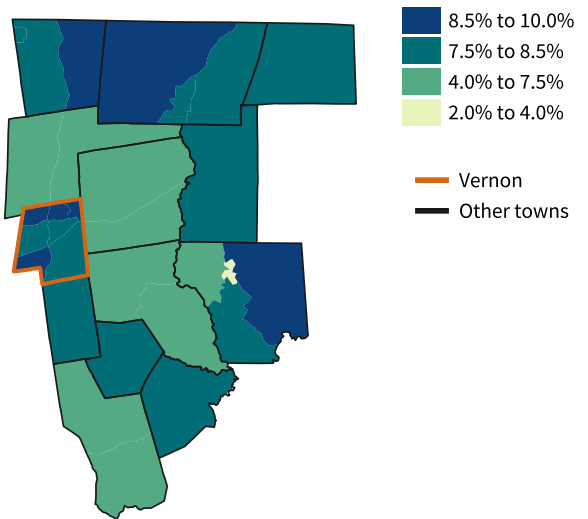 8.5% to 10.0%
7.5% to 8.5%
4.0% to 7.5%
2.0% to 4.0%
Vernon
Other towns